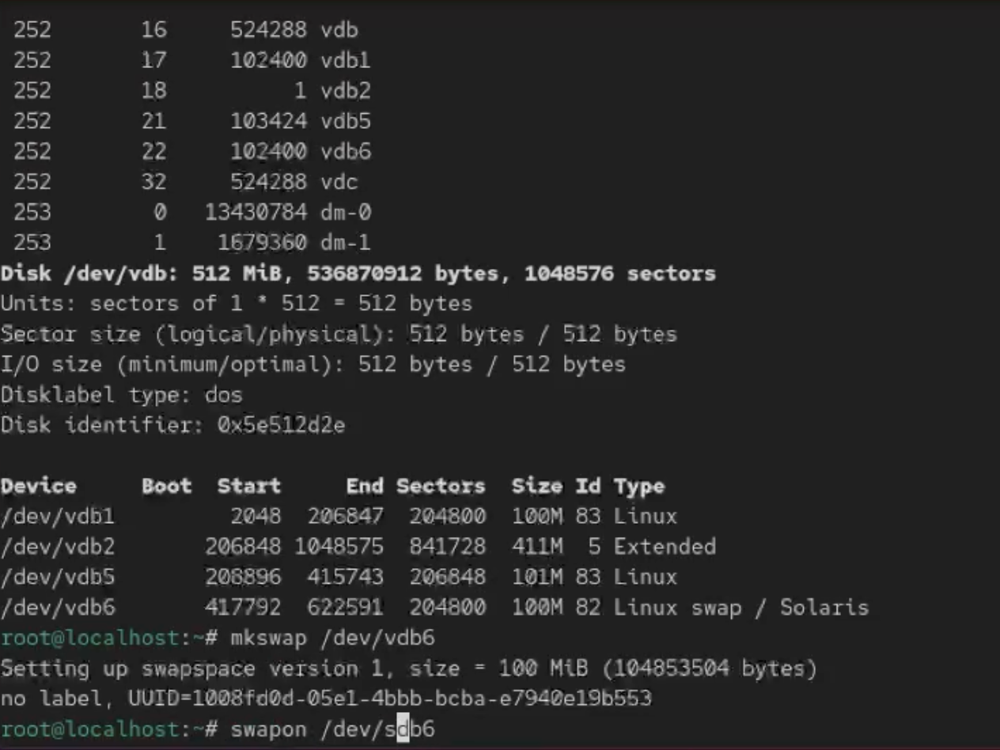 252 16 524288 vdb
252 17 102400 vdb1
252 18 1 vdb2
252 21 103424 vdb5
252 22 102400 vdb6
252 32 524288 vdc
253 0 13430784 dm-0
253 1 1679360 dm-1
Disk /dev/vdb: 512 MiB, 536870912 bytes, 1048576 sectors
Units: sectors of 1 * 512 = 512 bytes
Sector size (logical/physical): 512 bytes / 512 bytes
I/O size (minimum/optimal): 512 bytes / 512 bytes
Disklabel type: dos
Disk identifier: 0x5e512d2e
Device Boot Start End Sectors Size Id Type
/dev/vdb1 2048 206847 204800 100M 83 Linux
/dev/vdb2 206848 1048575 841728 411M 5 Extended
/dev/vdb5 208896 415743 206848 101M 83 Linux
/dev/vdb6 417792 622591 204800 100M 82 Linux swap / Solaris
root@localhost:~# mkswap /dev/vdb6
Setting up swapspace version 1, size = 100 MiB (104853504 bytes)
no label, UUID=1008fd0d-05e1-4bbb-bcba-e7940e19b553
root@localhost:~# swapon /dev/sdb6